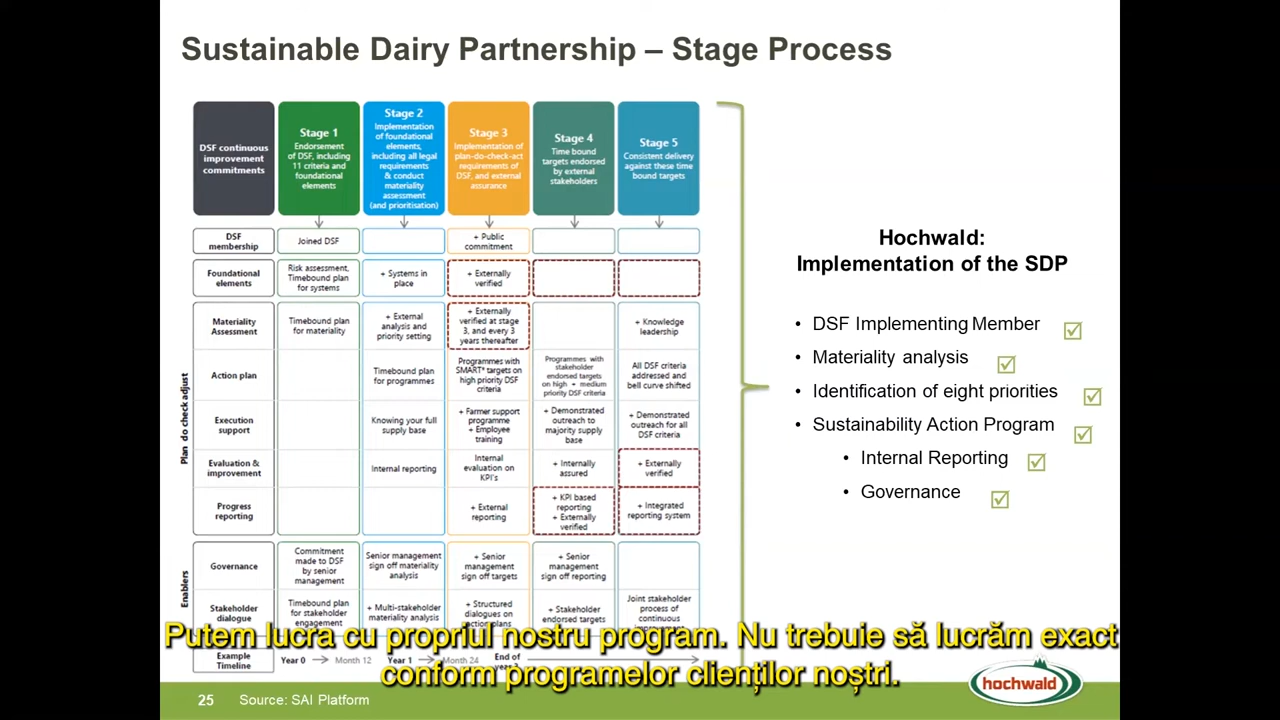 Sustainable Dairy Partnership – Stage Process
DSF continuous
improvement
commitments
Stage 1
Endorsement
of DSF, including
11 criteria and
foundational
elements
Stage 2
Implementation
of foundational
elements,
including all legal
requirements
& conduct
materiality
assessment
(and prioritisation)
Stage 3
Implementation of
plan-do-check-act
requirements of
DSF, and external
assurance
Stage 4
Time bound
targets endorsed
by external
stakeholders
Stage 5
Consistent delivery
against these time
bound targets
DSF
membership
Joined DSF
+ Public
commitment
Foundational
elements
Risk assessment,
Timebound plan
for systems
+ Systems in
place
+ Externally
verified
Plan do check adjust
Materiality
Assessment
Timebound plan
for materiality
+ External
analysis and
priority setting
+ Externally
verified at stage
3, and every 3
years thereafter
+ Knowledge
leadership
Action plan
Timebound plan
for programmes
Programmes with
SMART* targets on
high priority DSF
criteria
Programmes with
stakeholder
endorsed targets
on high + medium
priority DSF criteria
All DSF criteria
addressed and
bell curve shifted
Execution
support
Knowing your full
supply base
+ Farmer support
programme
+ Employee
training
+ Demonstrated
outreach to
majority supply
base
+ Demonstrated
outreach for all
DSF criteria
Evaluation &
improvement
Internal reporting
Internal
evaluation on
KPI's
+ Internally
assured
+ Externally
verified
Progress
reporting
+ External
reporting
+ KPI based
reporting
+ Externally
verified
+ Integrated
reporting system
Enablers
Governance
Commitment
made to DSF
by senior
management
Senior management
sign off materiality
analysis
+ Senior
management
sign off targets
+ Senior
management
sign off reporting
Stakeholder
dialogue
Timebound plan
for stakeholder
engagement
+ Multi-stakeholder
materiality analysis
+ Structured
dialogues on
action plans
+ Stakeholder
endorsed targets
Joint stakeholder
process of
continuous
Example
Timeline
Year 0
Month 12
Year 1
Month 24
End of
Hochwald:
Implementation of the SDP
• DSF Implementing Member
• Materiality analysis
• Identification of eight priorities
• Sustainability Action Program
• Internal Reporting
• Governance
Putem lucra cu propriul nostru program. Nu trebuie să lucrăm exact
conform programelor clienților noștri.
hochwald
25 Source: SAI Platform